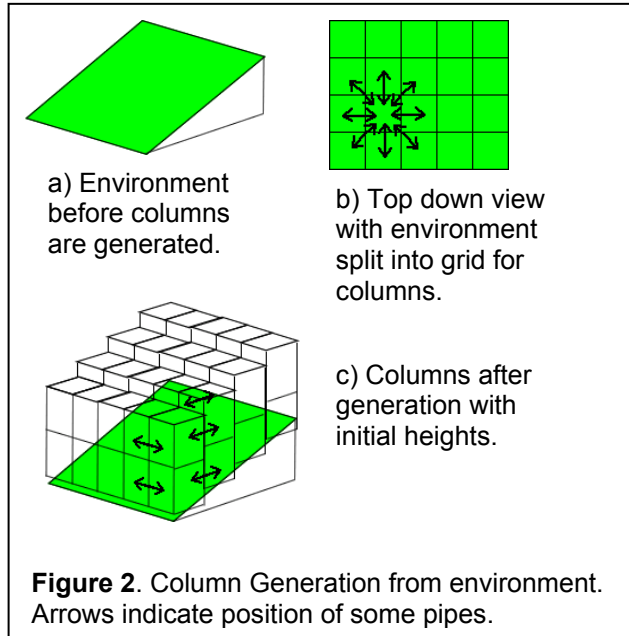 a) Environment
before columns
are generated.
b) Top down view
with environment
split into grid for
columns.
c) Columns after
generation with
initial heights.
Figure 2. Column Generation from environment.
Arrows indicate position of some pipes.